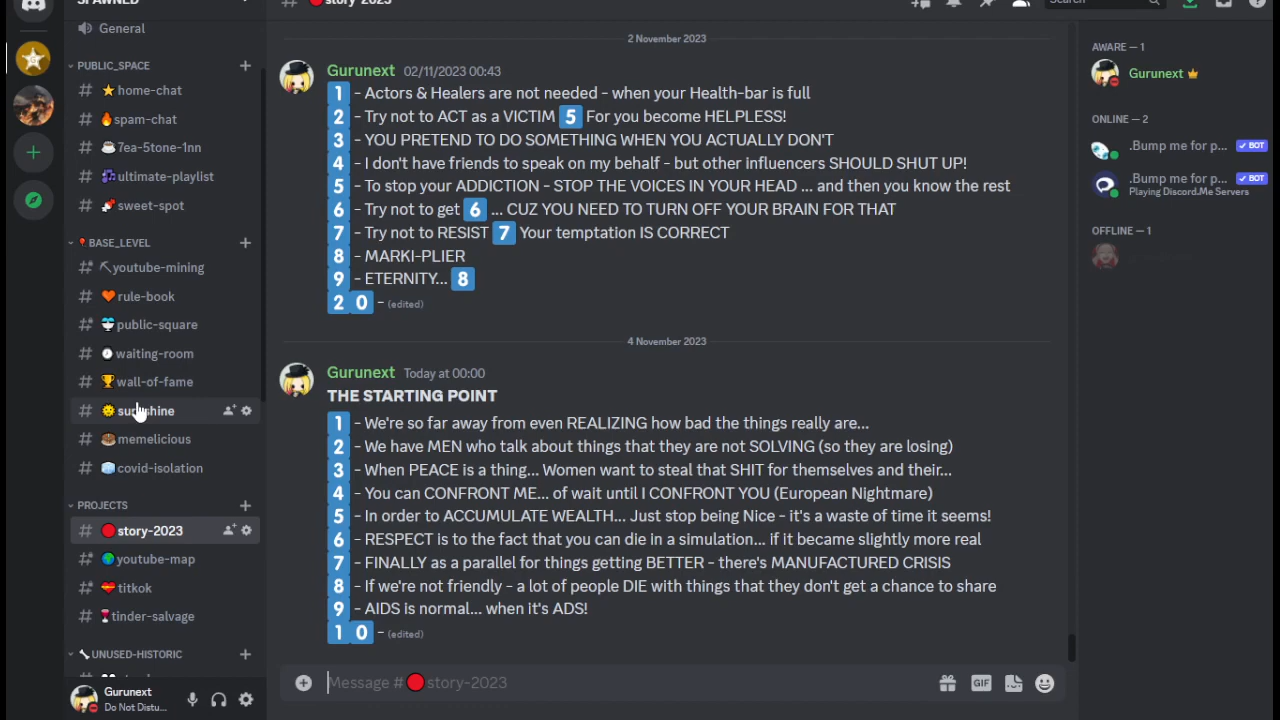 SPAWNED
General
PUBLIC_SPACE
home-chat
spam-chat
7ea-5tone-1nn
ultimate-playlist
sweet-spot
BASE_LEVEL
youtube-mining
rule-book
public-square
waiting-room
wall-of-fame
sunshine
memelicious
covid-isolation
PROJECTS
story-2023
youtube-map
titkok
tinder-salvage
UNUSED-HISTORIC
Gurunext
Do Not Distu...
story-2023
Search
2 November 2023
Gurunext 02/11/2023 00:43
1 - Actors & Healers are not needed - when your Health-bar is full
2 - Try not to ACT as a VICTIM 5 For you become HELPLESS!
3 - YOU PRETEND TO DO SOMETHING WHEN YOU ACTUALLY DON'T
4 - I don't have friends to speak on my behalf - but other influencers SHOULD SHUT UP!
5 - To stop your ADDICTION - STOP THE VOICES IN YOUR HEAD ... and then you know the rest
6 - Try not to get 6 ... CUZ YOU NEED TO TURN OFF YOUR BRAIN FOR THAT
7 - Try not to RESIST 7 Your temptation IS CORRECT
8 - MARKI-PLIER
9 - ETERNITY... 8
2 0 - (edited)
4 November 2023
Gurunext Today at 00:00
THE STARTING POINT
1 - We're so far away from even REALIZING how bad the things really are...
2 - We have MEN who talk about things that they are not SOLVING (so they are losing)
3 - When PEACE is a thing... Women want to steal that SHIT for themselves and their...
4 - You can CONFRONT ME... of wait until I CONFRONT YOU (European Nightmare)
5 - In order to ACCUMULATE WEALTH... Just stop being Nice - it's a waste of time it seems!
6 - RESPECT is to the fact that you can die in a simulation... if it became slightly more real
7 - FINALLY as a parallel for things getting BETTER - there's MANUFACTURED CRISIS
8 - If we're not friendly - a lot of people DIE with things that they don't get a chance to share
9 - AIDS is normal... when it's ADS!
1 0 - (edited)
Message # story-2023
GIF
AWARE — 1
Gurunext
ONLINE — 2
.Bump me for p... BOT
.Bump me for p... BOT
Playing Discord.Me Servers
OFFLINE — 1